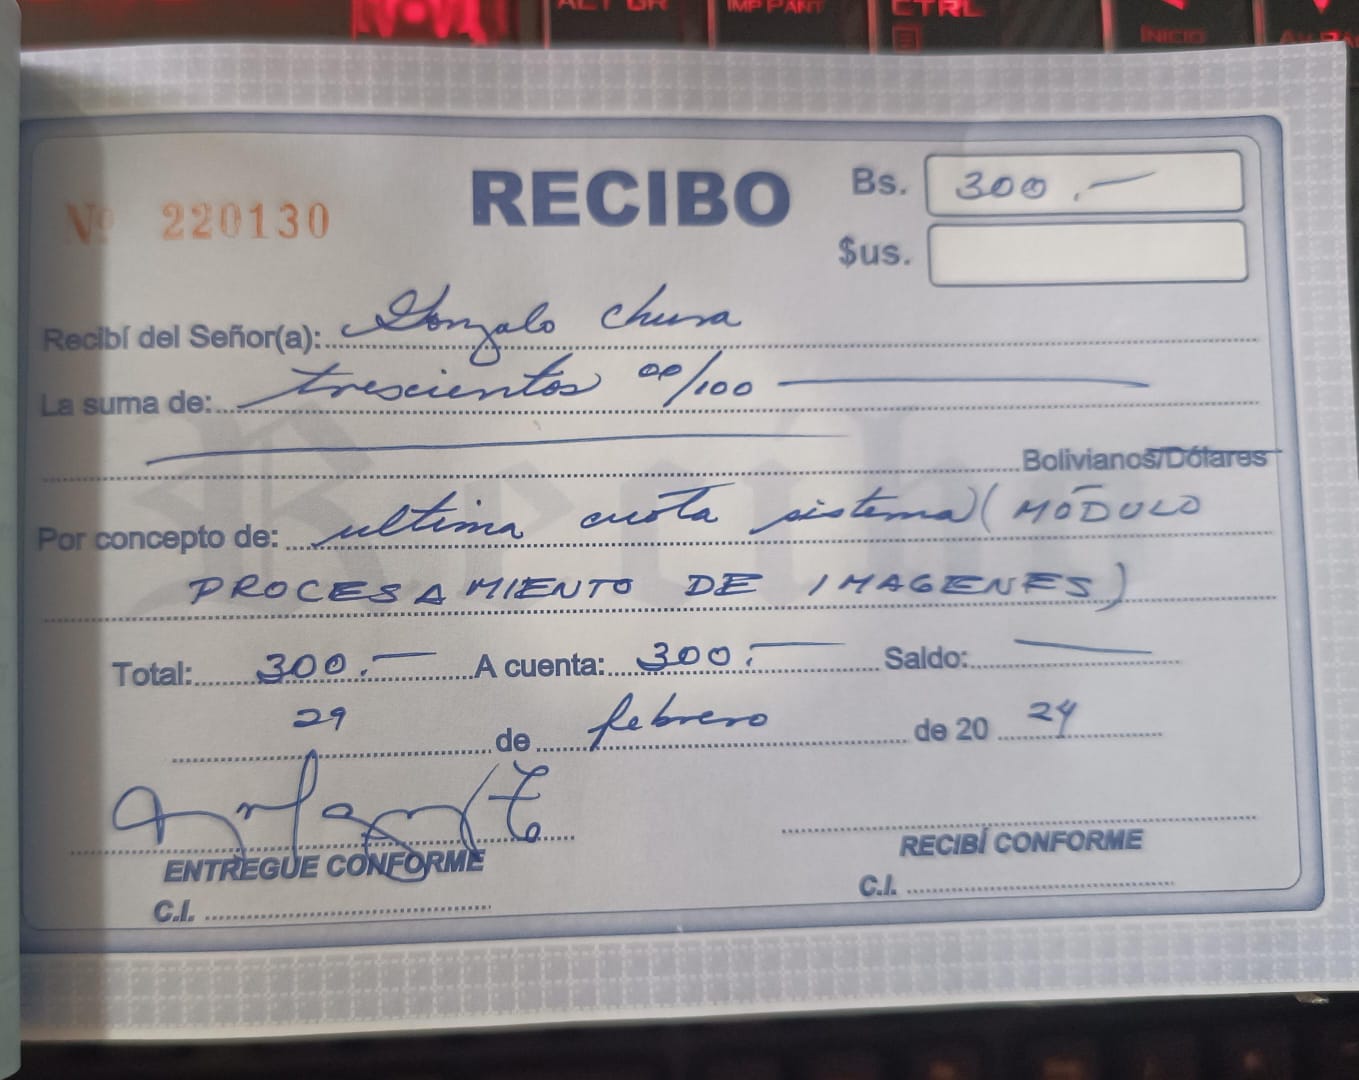 ALT GR IMP PANT CTRL INICIO
RECIBO
Nº 220130
Bs. 300.—
$us.
Recibí del Señor(a): Gonzalo Chura
La suma de: trescientos 00/100
Bolivianos/Dólares
Por concepto de: ultima cuota sistema (MÓDULO
PROCESAMIENTO DE IMAGENES)
Total: 300.— A cuenta: 300.— Saldo: —
29 de febrero de 2024
ENTREGUE CONFORME
RECIBÍ CONFORME
C.I.
C.I.